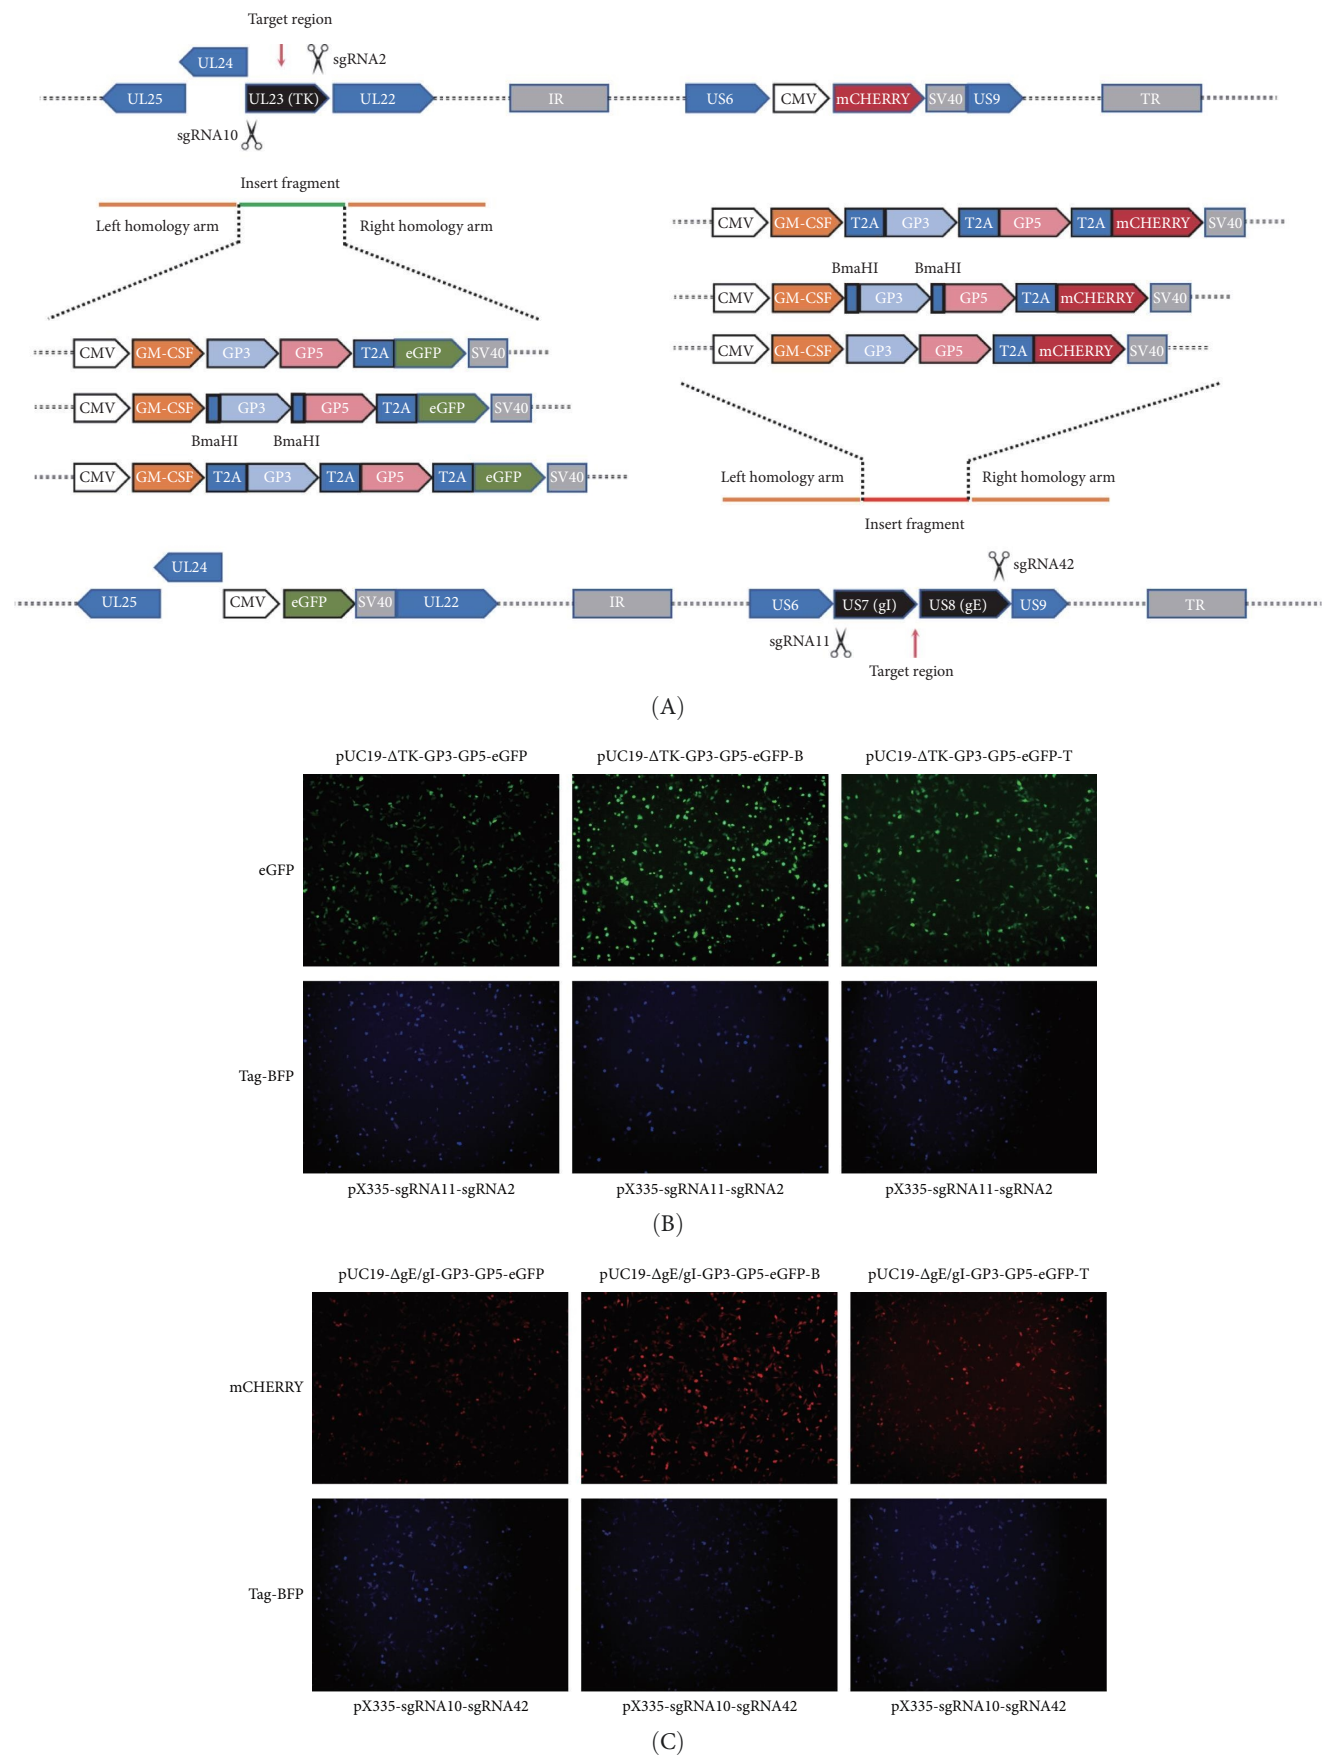 Target region
UL24
sgRNA2
UL25
UL23 (TK)
UL22
IR
US6
CMV
mCHERRY
SV40
US9
TR
sgRNA10
Insert fragment
Left homology arm
Right homology arm
CMV
GM-CSF
T2A
GP3
T2A
GP5
T2A
mCHERRY
SV40
BmaHI
BmaHI
CMV
GM-CSF
GP3
GP5
T2A
mCHERRY
SV40
CMV
GM-CSF
GP3
GP5
T2A
mCHERRY
SV40
CMV
GM-CSF
GP3
GP5
T2A
eGFP
SV40
CMV
GM-CSF
GP3
GP5
T2A
eGFP
SV40
BmaHI
BmaHI
CMV
GM-CSF
T2A
GP3
T2A
GP5
T2A
eGFP
SV40
Left homology arm
Right homology arm
Insert fragment
UL24
sgRNA42
UL25
CMV
eGFP
SV40
UL22
IR
US6
US7 (gI)
US8 (gE)
US9
TR
sgRNA11
Target region
(A)
pUC19-ΔTK-GP3-GP5-eGFP
pUC19-ΔTK-GP3-GP5-eGFP-B
pUC19-ΔTK-GP3-GP5-eGFP-T
eGFP
Tag-BFP
pX335-sgRNA11-sgRNA2
pX335-sgRNA11-sgRNA2
pX335-sgRNA11-sgRNA2
(B)
pUC19-ΔgE/gI-GP3-GP5-eGFP
pUC19-ΔgE/gI-GP3-GP5-eGFP-B
pUC19-ΔgE/gI-GP3-GP5-eGFP-T
mCHERRY
Tag-BFP
pX335-sgRNA10-sgRNA42
pX335-sgRNA10-sgRNA42
pX335-sgRNA10-sgRNA42
(C)